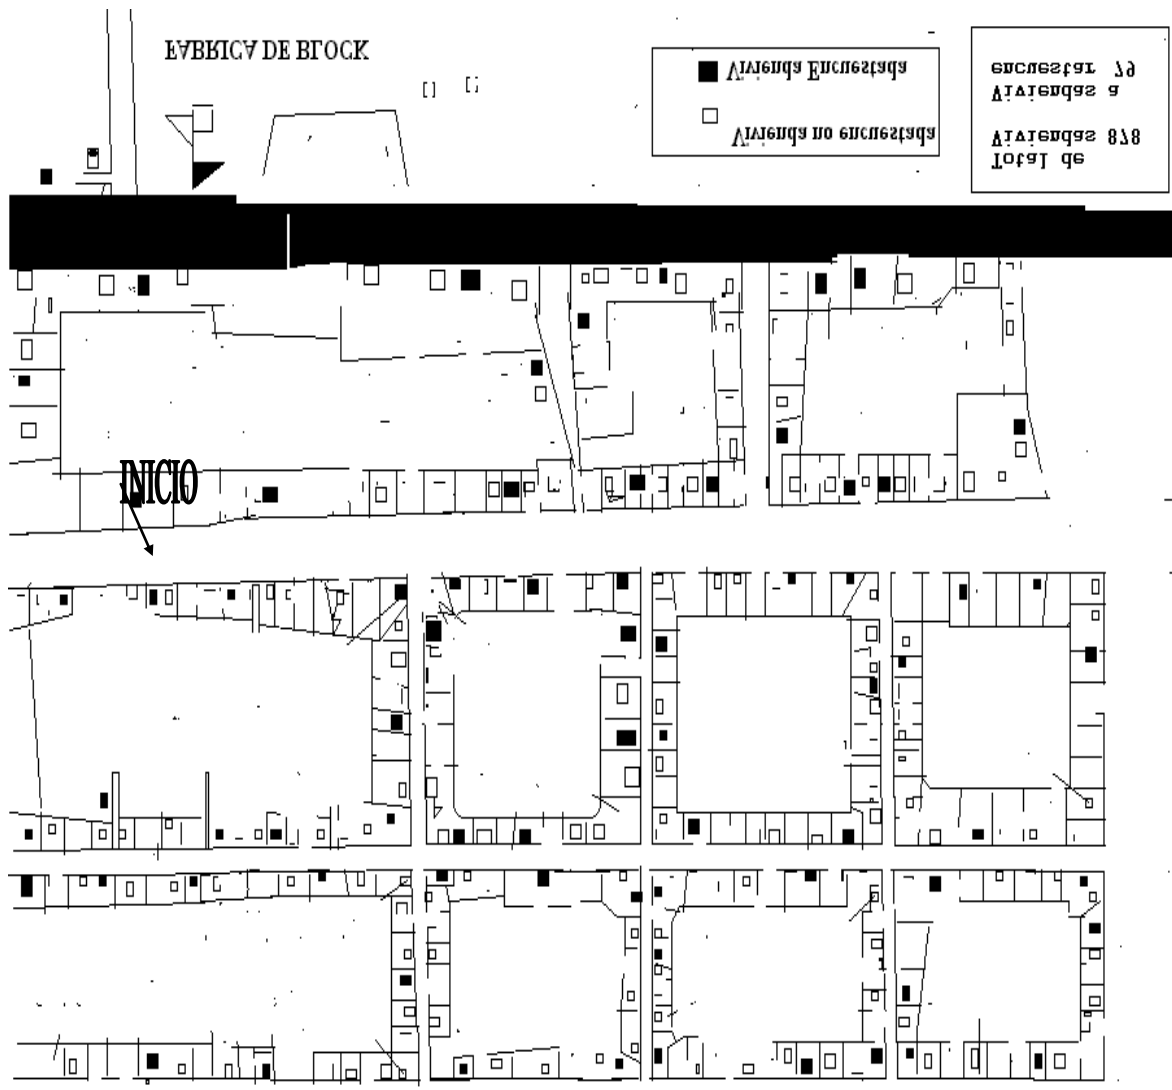 FABRICA DE BLOCK
Vivienda Encuestada
Vivienda no encuestada
Total de
Viviendas 878
Viviendas a
encuestar 79
INICIO